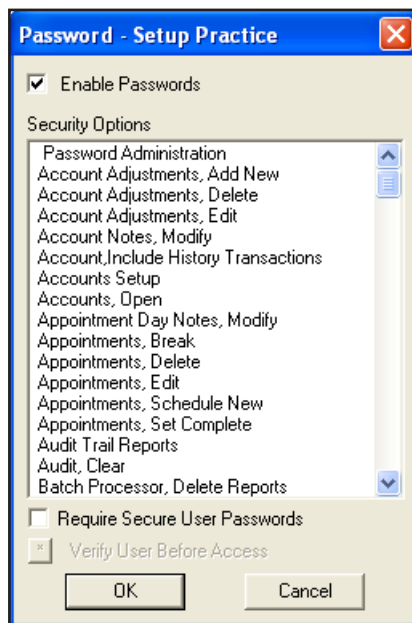 Password - Setup Practice
Enable Passwords
Security Options
Password Administration
Account Adjustments, Add New
Account Adjustments, Delete
Account Adjustments, Edit
Account Notes, Modify
Account,Include History Transactions
Accounts Setup
Accounts, Open
Appointment Day Notes, Modify
Appointments, Break
Appointments, Delete
Appointments, Edit
Appointments, Schedule New
Appointments, Set Complete
Audit Trail Reports
Audit, Clear
Batch Processor, Delete Reports
Require Secure User Passwords
Verify User Before Access
OK Cancel